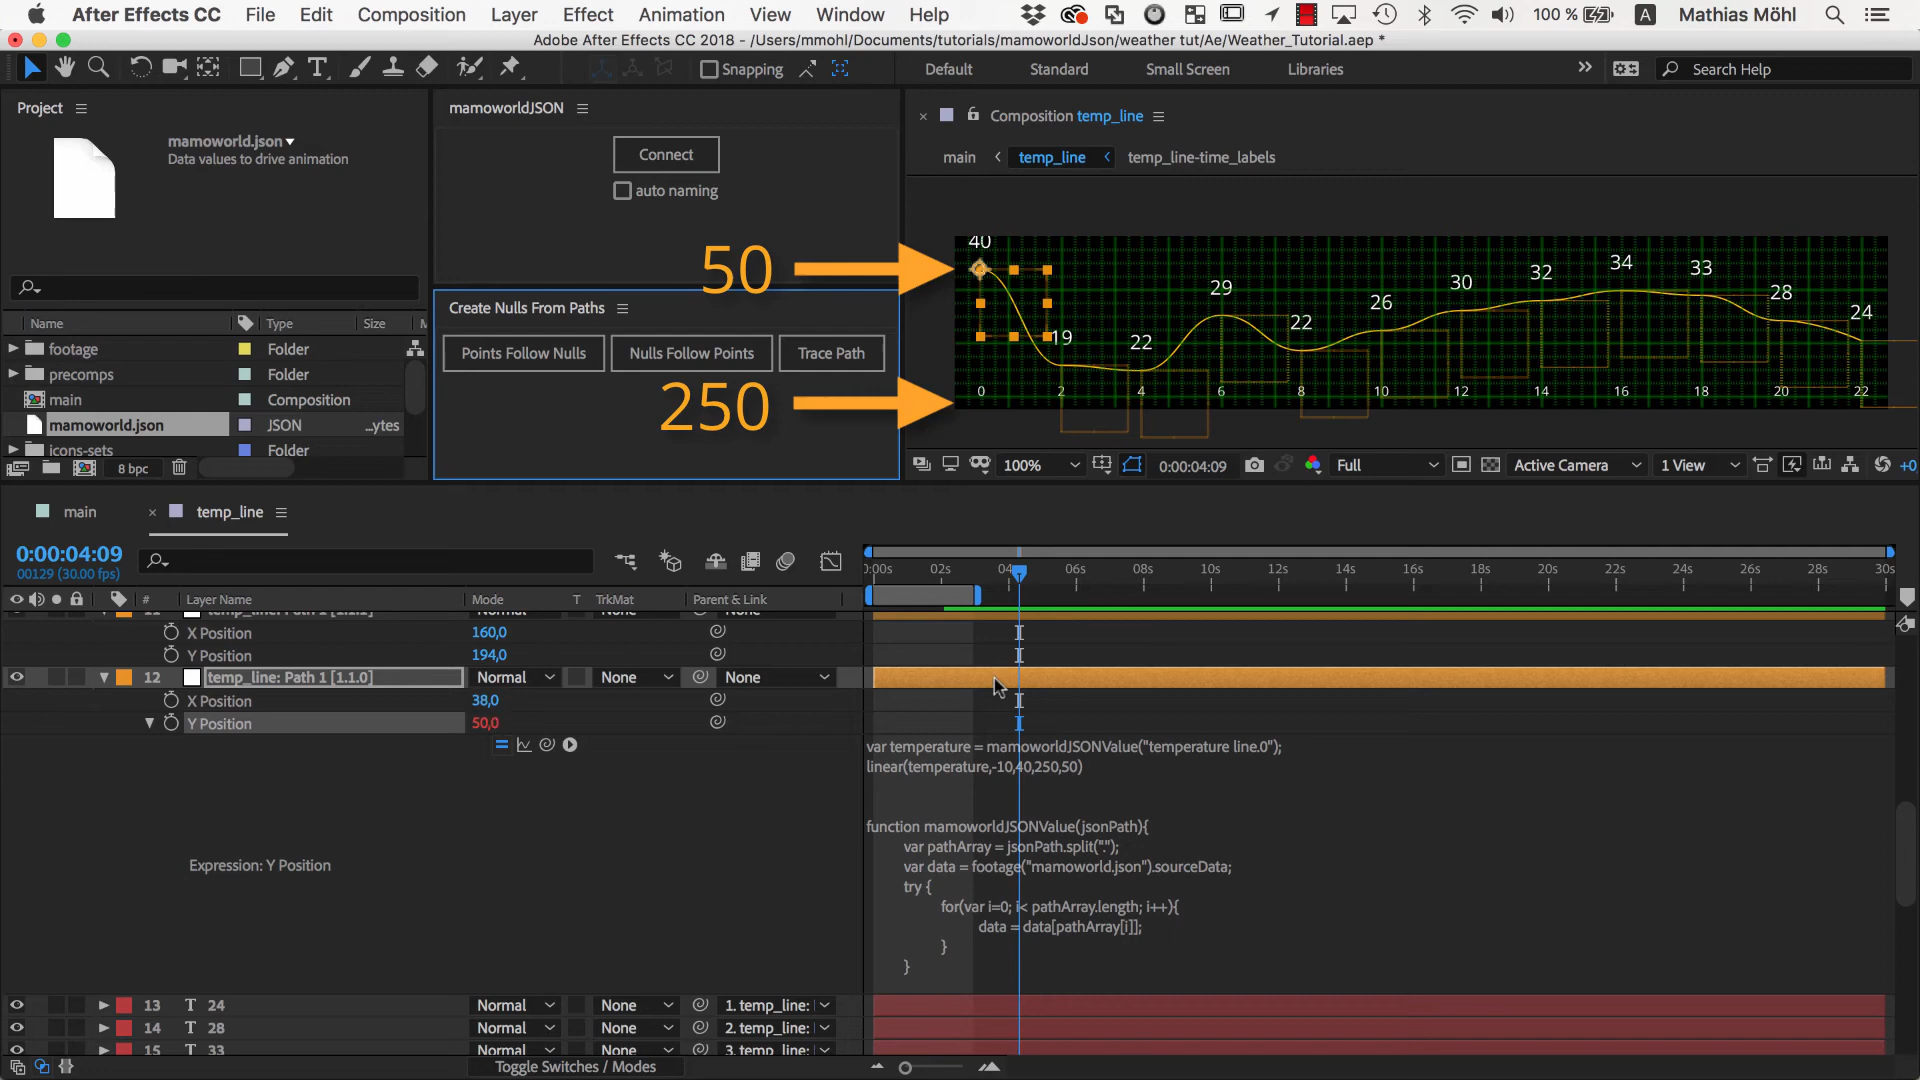 After Effects CC File Edit Composition Layer Effect Animation View Window Help 100 % A Mathias Möhl
Adobe After Effects CC 2018 - /Users/mmohl/Documents/tutorials/mamoworldJson/weather tut/Ae/Weather_Tutorial.aep *
T Snapping Default Standard Small Screen Libraries Search Help
Project
mamoworldJSON
Composition temp_line
mamoworld.json
Data values to drive animation
Connect
auto naming
main temp_line temp_line-time_labels
50
250
40 19 22 29 22 26 30 32 34 33 28 24
0 2 4 6 8 10 12 14 16 18 20 22
Create Nulls From Paths
Points Follow Nulls Nulls Follow Points Trace Path
Name Type Size
footage Folder
precomps Folder
main Composition
mamoworld.json JSON ...ytes
icons-sets Folder
8 bpc
100% 0:00:04:09 Full Active Camera 1 View +0
main temp_line
0:00:04:09
00129 (30.00 fps)
):00s 02s 04 06s 08s 10s 12s 14s 16s 18s 20s 22s 24s 26s 28s 30s
# Layer Name Mode T TrkMat Parent & Link
X Position 160,0
Y Position 194,0
12 temp_line: Path 1 [1.1.0] Normal None None
X Position 38,0
Y Position 50,0
var temperature = mamoworldJSONValue("temperature line.0");
linear(temperature,-10,40,250,50)
function mamoworldJSONValue(jsonPath){
var pathArray = jsonPath.split(".");
Expression: Y Position
var data = footage("mamoworld.json").sourceData;
try {
for(var i=0; i< pathArray.length; i++){
data = data[pathArray[i]];
}
}
13 T 24 Normal None 1. temp_line:
14 T 28 Normal None 2. temp_line:
15 T 33 Normal None 3. temp_line:
Toggle Switches / Modes